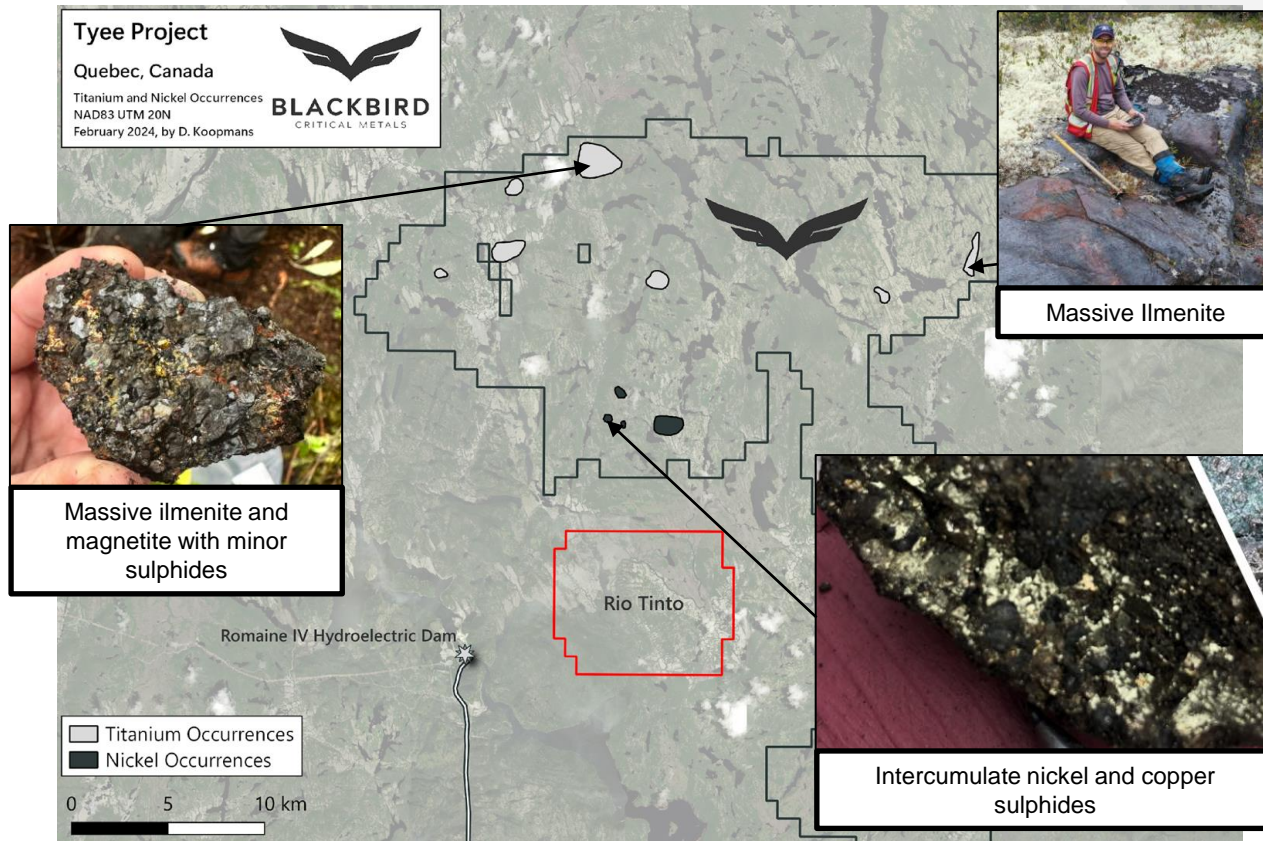 Tyee Project
Quebec, Canada
Titanium and Nickel Occurrences
NAD83 UTM 20N
February 2024, by D. Koopmans
BLACKBIRD
CRITICAL METALS
Massive Ilmenite
Massive ilmenite and
magnetite with minor
sulphides
Rio Tinto
Romaine IV Hydroelectric Dam
Titanium Occurrences
Nickel Occurrences
0 5 10 km
Intercumulate nickel and copper
sulphides